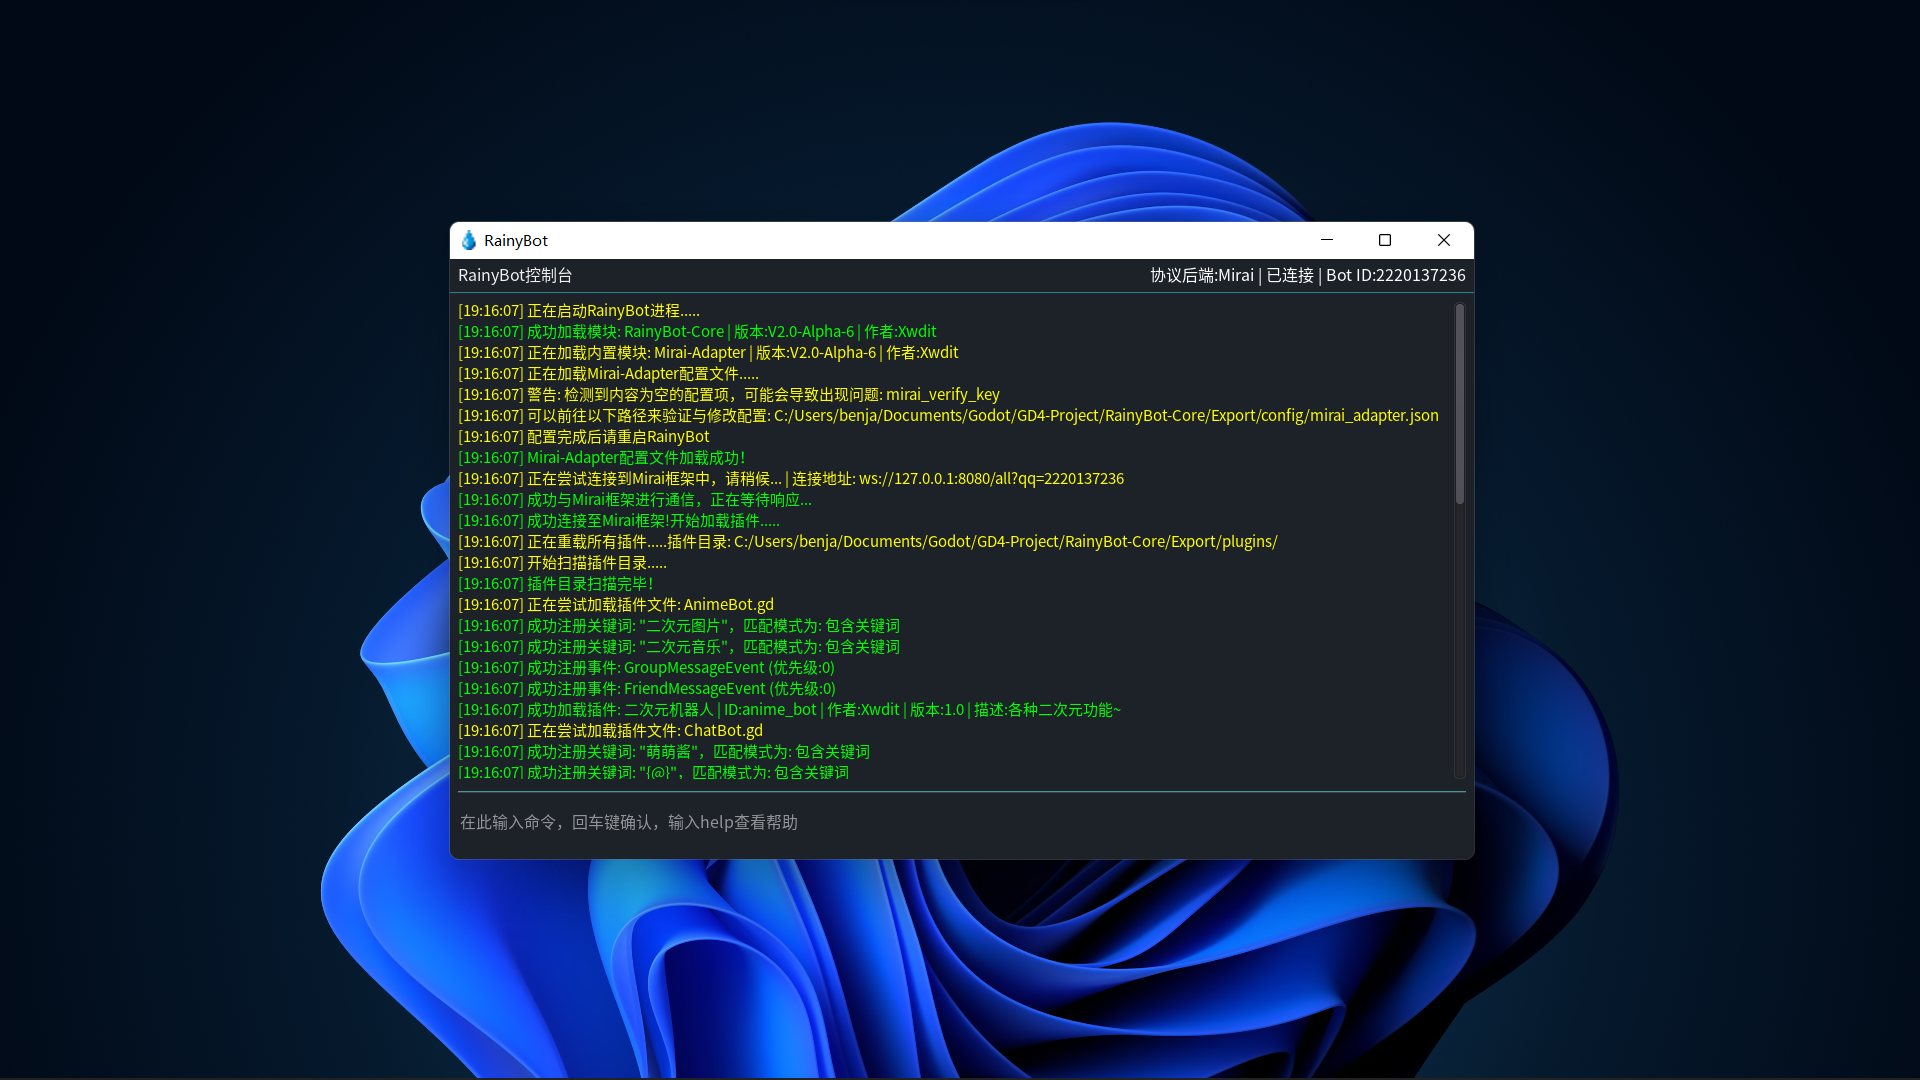 RainyBot
RainyBot控制台
协议后端:Mirai | 已连接 | Bot ID:2220137236
[19:16:07] 正在启动RainyBot进程.....
[19:16:07] 成功加载模块: RainyBot-Core | 版本:V2.0-Alpha-6 | 作者:Xwdit
[19:16:07] 正在加载内置模块: Mirai-Adapter | 版本:V2.0-Alpha-6 | 作者:Xwdit
[19:16:07] 正在加载Mirai-Adapter配置文件.....
[19:16:07] 警告: 检测到内容为空的配置项，可能会导致出现问题: mirai_verify_key
[19:16:07] 可以前往以下路径来验证与修改配置: C:/Users/benja/Documents/Godot/GD4-Project/RainyBot-Core/Export/config/mirai_adapter.json
[19:16:07] 配置完成后请重启RainyBot
[19:16:07] Mirai-Adapter配置文件加载成功！
[19:16:07] 正在尝试连接到Mirai框架中，请稍候... | 连接地址: ws://127.0.0.1:8080/all?qq=2220137236
[19:16:07] 成功与Mirai框架进行通信，正在等待响应...
[19:16:07] 成功连接至Mirai框架!开始加载插件.....
[19:16:07] 正在重载所有插件.....插件目录: C:/Users/benja/Documents/Godot/GD4-Project/RainyBot-Core/Export/plugins/
[19:16:07] 开始扫描插件目录.....
[19:16:07] 插件目录扫描完毕！
[19:16:07] 正在尝试加载插件文件: AnimeBot.gd
[19:16:07] 成功注册关键词: "二次元图片"，匹配模式为: 包含关键词
[19:16:07] 成功注册关键词: "二次元音乐"，匹配模式为: 包含关键词
[19:16:07] 成功注册事件: GroupMessageEvent (优先级:0)
[19:16:07] 成功注册事件: FriendMessageEvent (优先级:0)
[19:16:07] 成功加载插件: 二次元机器人 | ID:anime_bot | 作者:Xwdit | 版本:1.0 | 描述:各种二次元功能~
[19:16:07] 正在尝试加载插件文件: ChatBot.gd
[19:16:07] 成功注册关键词: "萌萌酱"，匹配模式为: 包含关键词
[19:16:07] 成功注册关键词: "{@}"，匹配模式为: 包含关键词
在此输入命令，回车键确认，输入help查看帮助